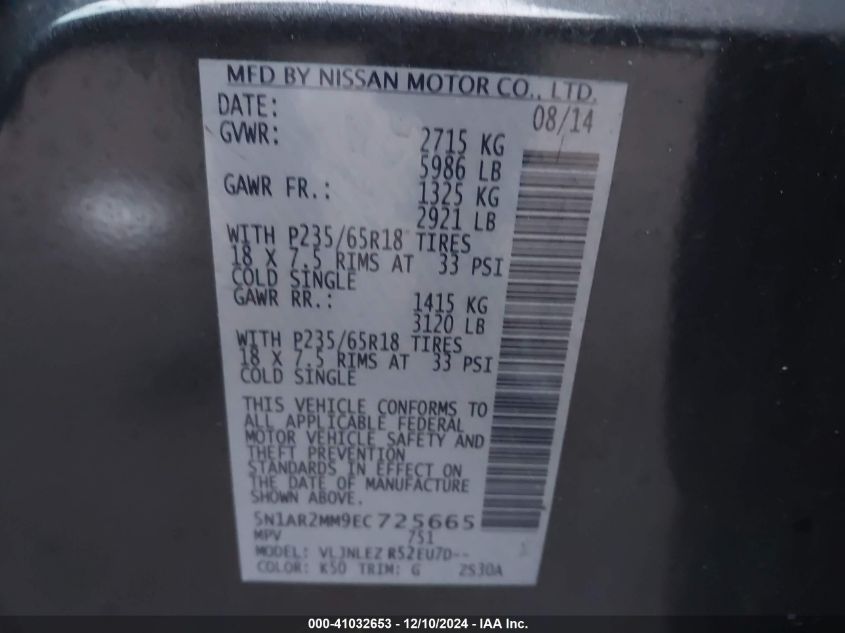 MFD BY NISSAN MOTOR CO., LTD.
DATE: 08/14
GVWR: 2715 KG
5986 LB
GAWR FR.: 1325 KG
2921 LB
WITH P235/65R18 TIRES
18 X 7.5 RIMS AT 33 PSI
COLD SINGLE
GAWR RR.: 1415 KG
3120 LB
WITH P235/65R18 TIRES
18 X 7.5 RIMS AT 33 PSI
COLD SINGLE
THIS VEHICLE CONFORMS TO
ALL APPLICABLE FEDERAL
MOTOR VEHICLE SAFETY AND
THEFT PREVENTION
STANDARDS IN EFFECT ON
THE DATE OF MANUFACTURE
SHOWN ABOVE.
5N1AR2MM9EC725665
MPV 751
MODEL: VLJNLEZ R52EU7D--
COLOR: K50 TRIM: G 2S30A
000-41032653 - 12/10/2024 - IAA Inc.